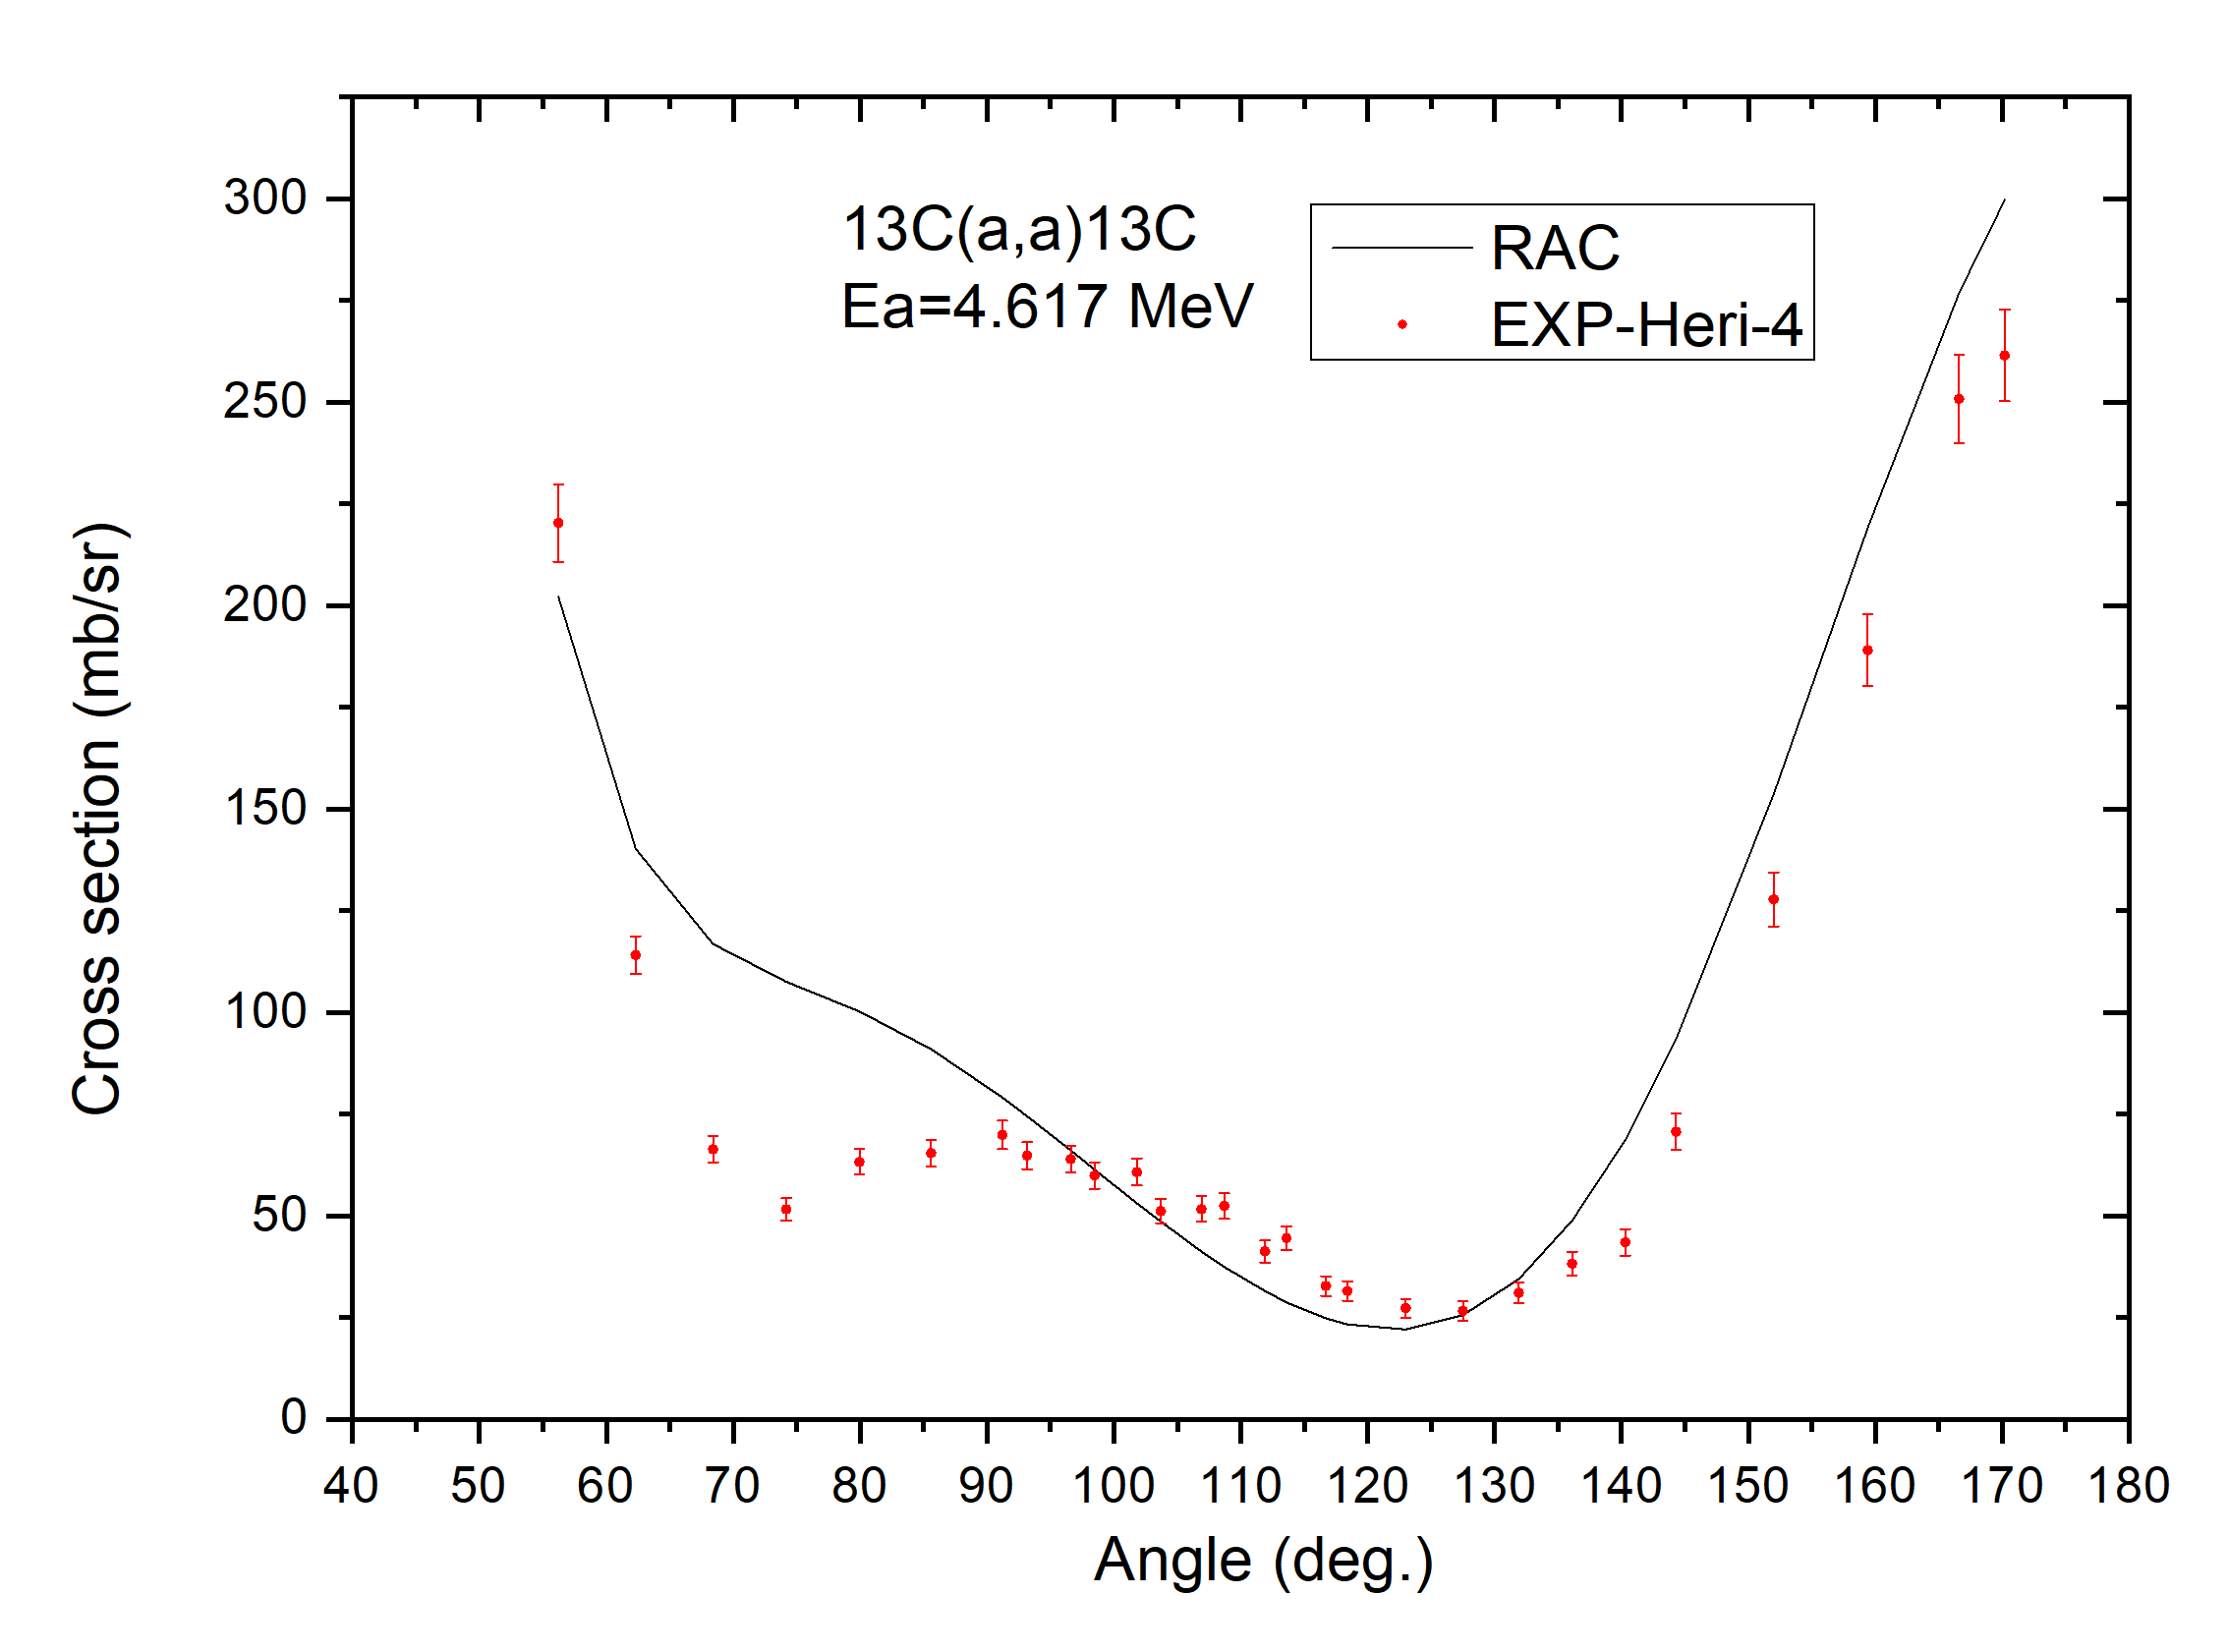 13C(a,a)13C
Ea=4.617 MeV
RAC
EXP-Heri-4
Cross section (mb/sr)
300
250
200
150
100
50
0
40 50 60 70 80 90 100 110 120 130 140 150 160 170 180
Angle (deg.)